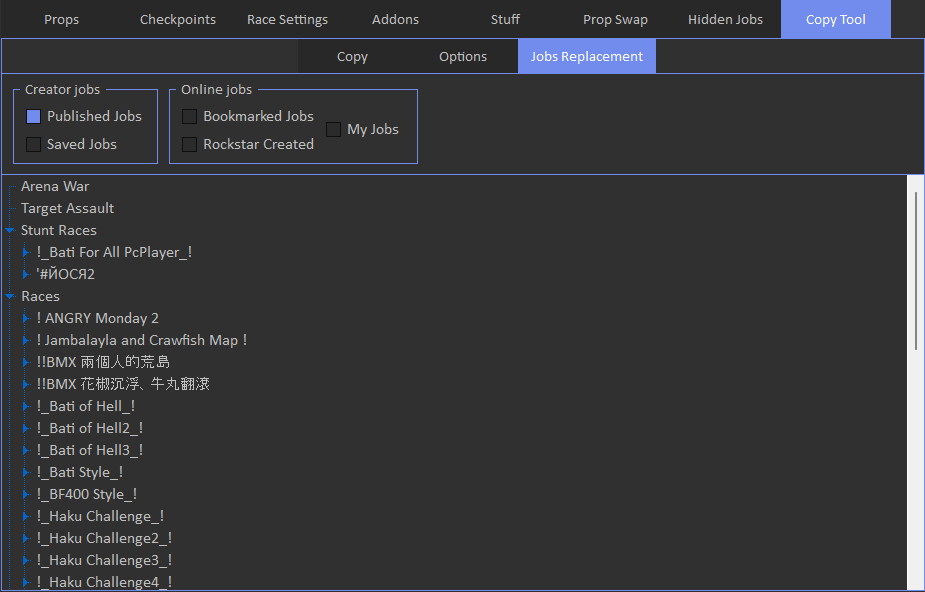 Props Checkpoints Race Settings Addons Stuff Prop Swap Hidden Jobs Copy Tool
Copy Options Jobs Replacement
Creator jobs
Published Jobs
Saved Jobs
Online jobs
Bookmarked Jobs
Rockstar Created
My Jobs
Arena War
Target Assault
Stunt Races
!_Bati For All PcPlayer_!
'#ЙОСЯ2
Races
! ANGRY Monday 2
! Jambalayla and Crawfish Map !
!!BMX 兩個人的荒島
!!BMX 花椒沉浮、牛丸翻滾
!_Bati of Hell_!
!_Bati of Hell2_!
!_Bati of Hell3_!
!_Bati Style_!
!_BF400 Style_!
!_Haku Challenge_!
!_Haku Challenge2_!
!_Haku Challenge3_!
!_Haku Challenge4_!